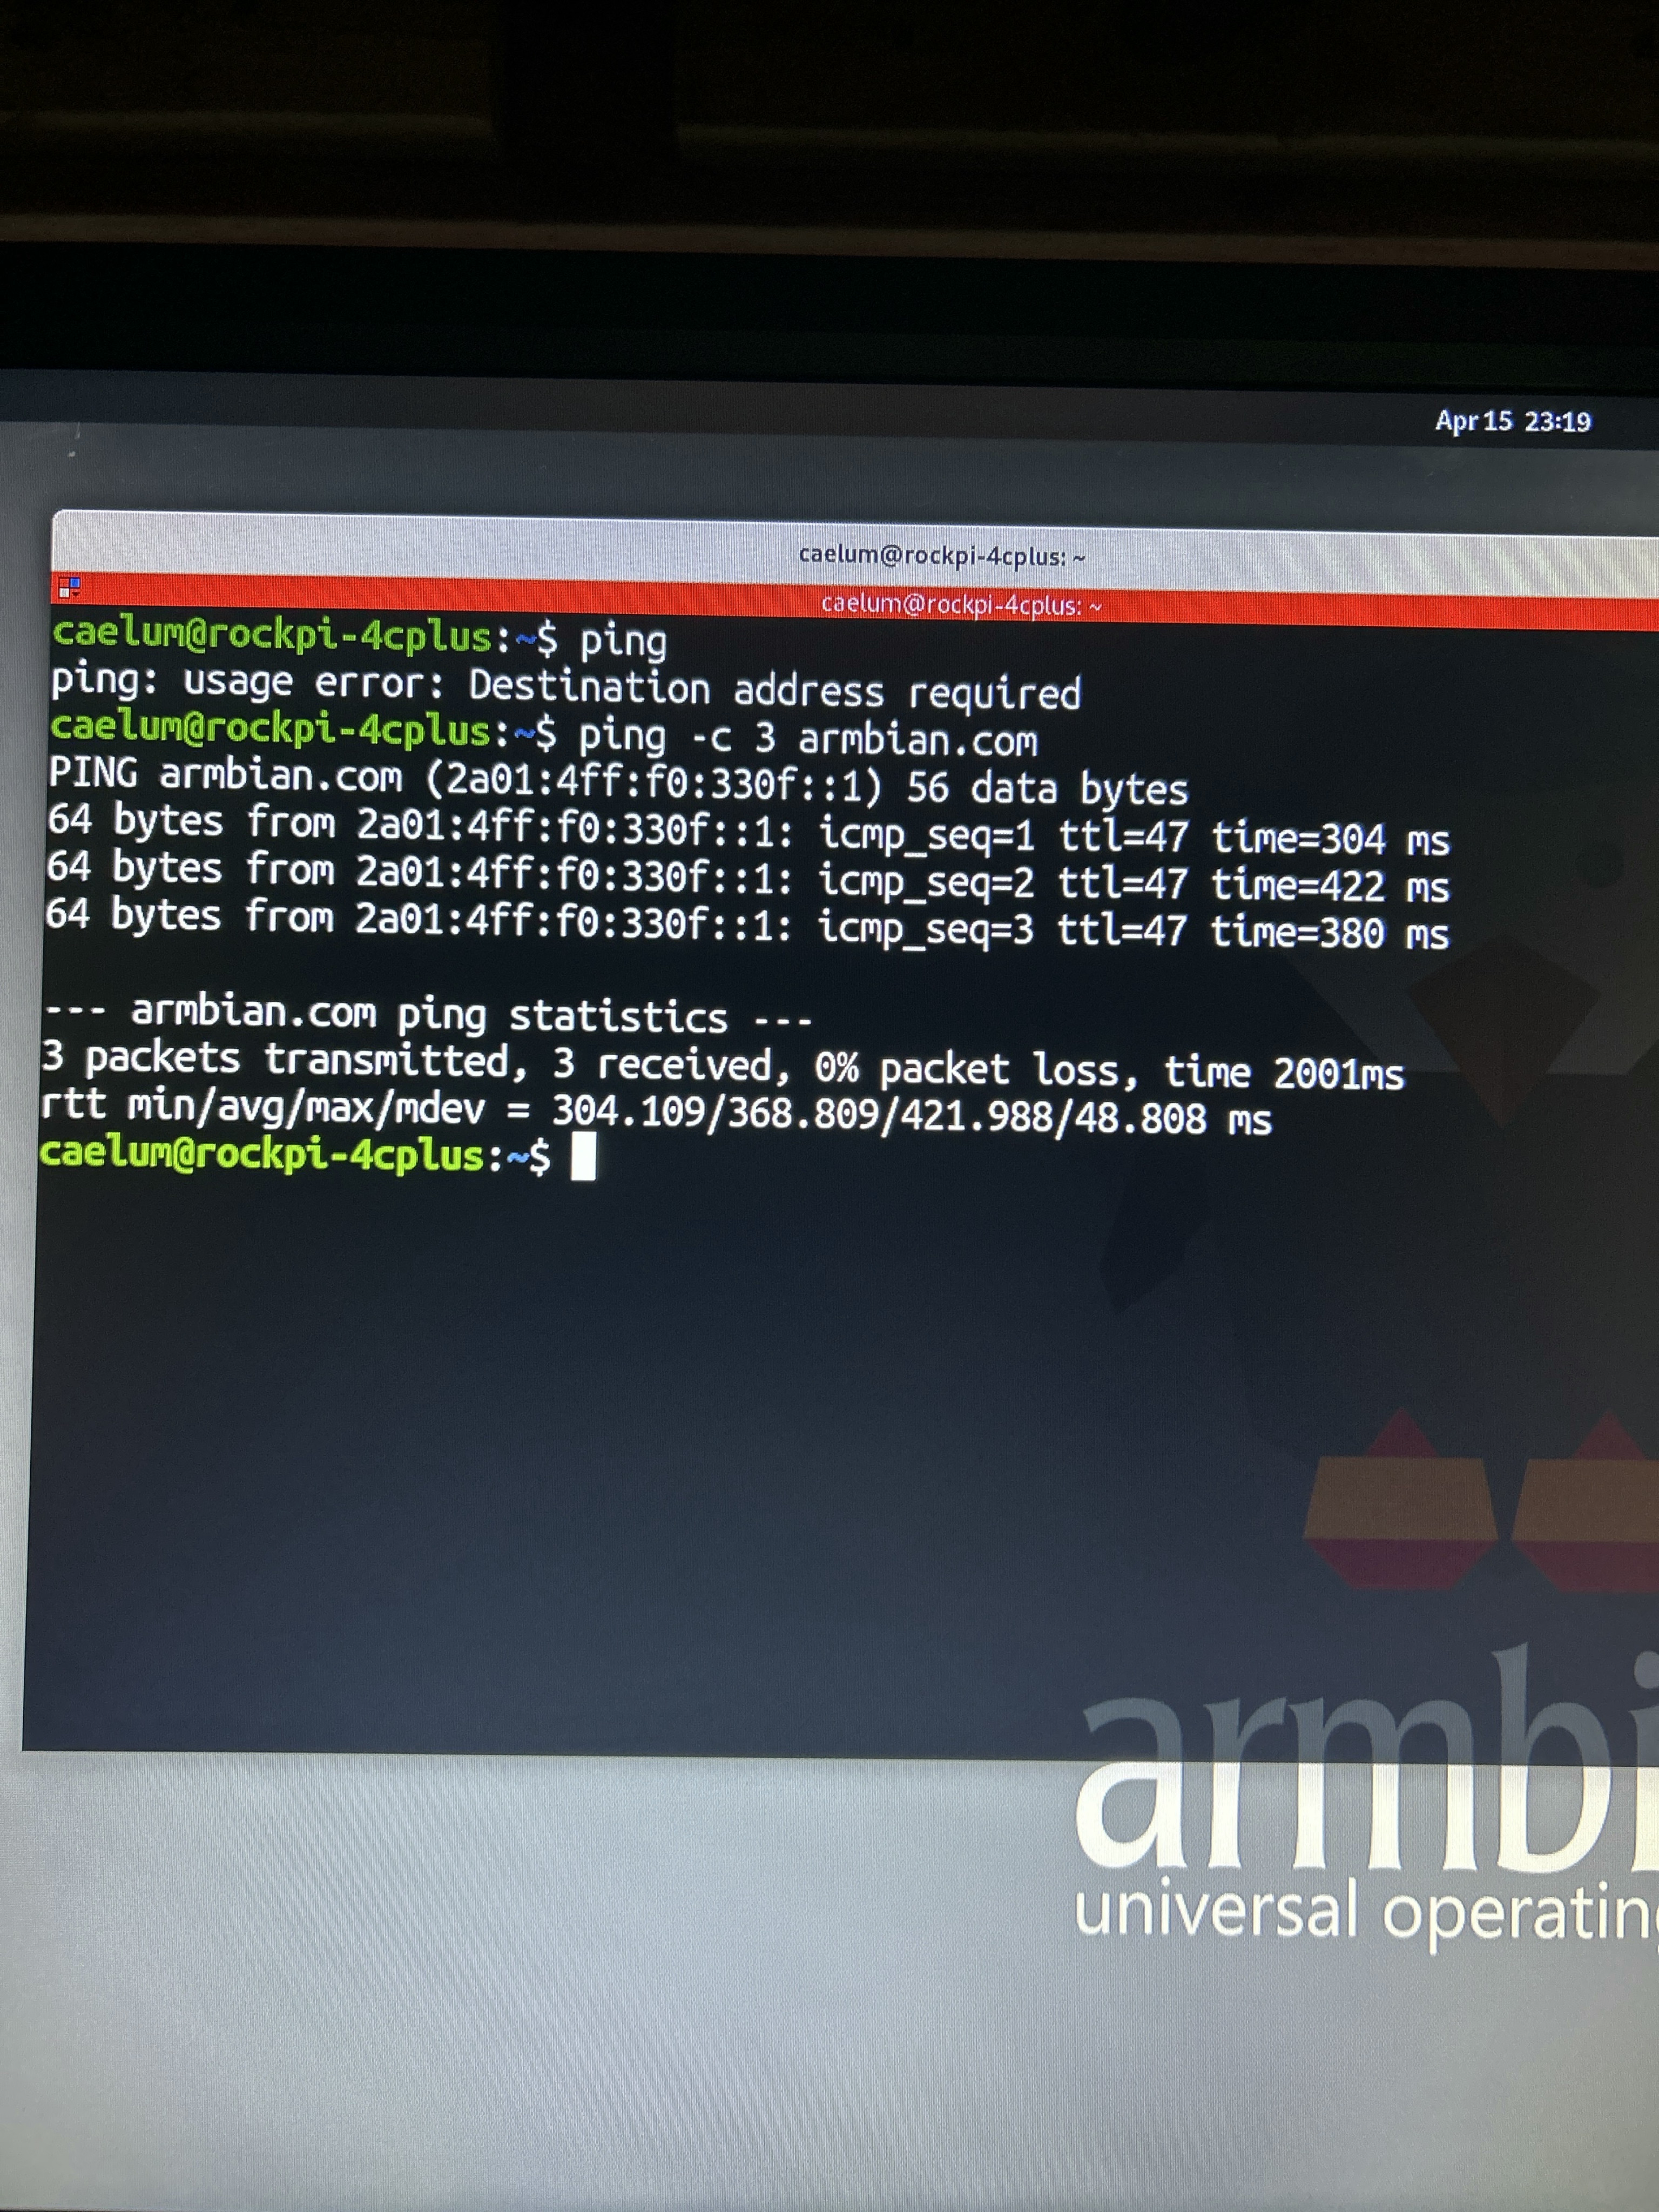 Apr 15 23:19
caelum@rockpi-4cplus: ~
caelum@rockpi-4cplus: ~
caelum@rockpi-4cplus:~$ ping
ping: usage error: Destination address required
caelum@rockpi-4cplus:~$ ping -c 3 armbian.com
PING armbian.com (2a01:4ff:f0:330f::1) 56 data bytes
64 bytes from 2a01:4ff:f0:330f::1: icmp_seq=1 ttl=47 time=304 ms
64 bytes from 2a01:4ff:f0:330f::1: icmp_seq=2 ttl=47 time=422 ms
64 bytes from 2a01:4ff:f0:330f::1: icmp_seq=3 ttl=47 time=380 ms
--- armbian.com ping statistics ---
3 packets transmitted, 3 received, 0% packet loss, time 2001ms
rtt min/avg/max/mdev = 304.109/368.809/421.988/48.808 ms
caelum@rockpi-4cplus:~$
armbi
universal operating